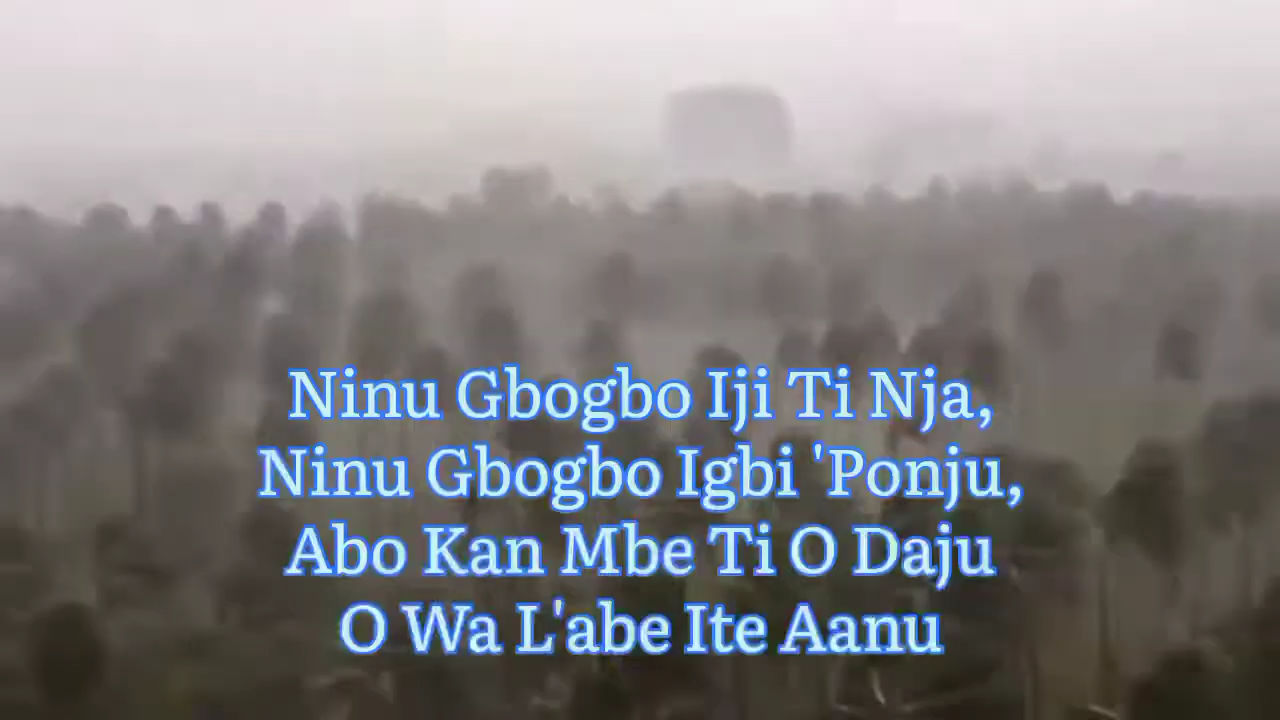 Ninu Gbogbo Iji Ti Nja,
Ninu Gbogbo Igbi 'Ponju,
Abo Kan Mbe Ti O Daju
O Wa L'abe Ite Aanu